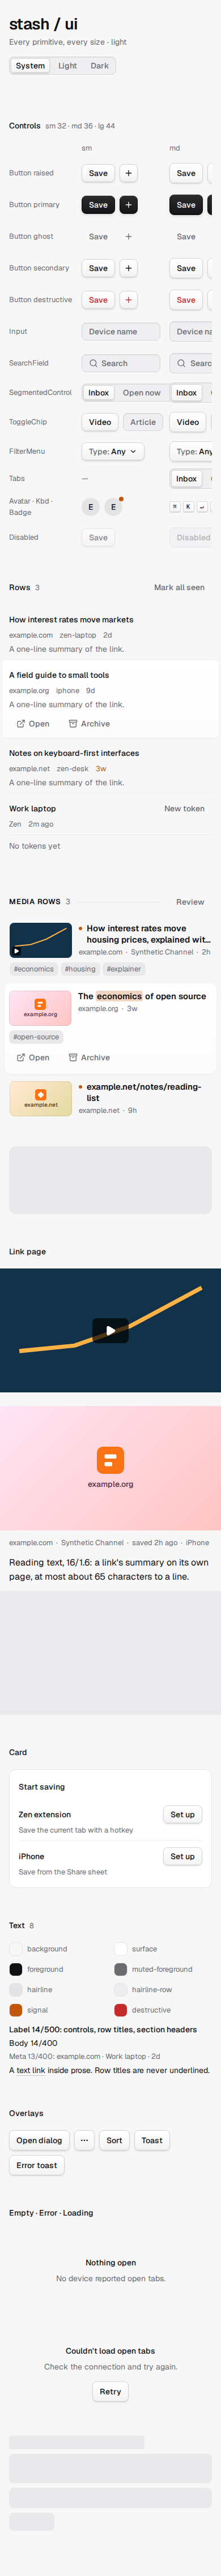 stash / ui
Every primitive, every size · light
System Light Dark
Controls sm 32 · md 36 · lg 44
sm md
Button raised Save + Save
Button primary Save + Save
Button ghost Save + Save
Button secondary Save + Save
Button destructive Save + Save
Input Device name Device na
SearchField Search Searc
SegmentedControl Inbox Open now Inbox
ToggleChip Video Article Video
FilterMenu Type: Any Type: Any
Tabs — Inbox
Avatar · Kbd · Badge E E ⌘ K ↵
Disabled Save Disabled
Rows 3 Mark all seen
How interest rates move markets
example.com zen-laptop 2d
A one-line summary of the link.
A field guide to small tools
example.org iphone 9d
A one-line summary of the link.
Open Archive
Notes on keyboard-first interfaces
example.net zen-desk 3w
A one-line summary of the link.
Work laptop New token
Zen 2m ago
No tokens yet
MEDIA ROWS 3 Review
How interest rates move
housing prices, explained wit...
example.com · Synthetic Channel · 2h
#economics #housing #explainer
example.org
The economics of open source
example.org · 3w
#open-source
Open Archive
example.net
example.net/notes/reading-
list
example.net · 9h
Link page
example.org
example.com · Synthetic Channel · saved 2h ago · iPhone
Reading text, 16/1.6: a link's summary on its own
page, at most about 65 characters to a line.
Card
Start saving
Zen extension Set up
Save the current tab with a hotkey
iPhone Set up
Save from the Share sheet
Text 8
background surface
foreground muted-foreground
hairline hairline-row
signal destructive
Label 14/500: controls, row titles, section headers
Body 14/400
Meta 13/400: example.com · Work laptop · 2d
A text link inside prose. Row titles are never underlined.
Overlays
Open dialog ... Sort Toast
Error toast
Empty · Error · Loading
Nothing open
No device reported open tabs.
Couldn't load open tabs
Check the connection and try again.
Retry